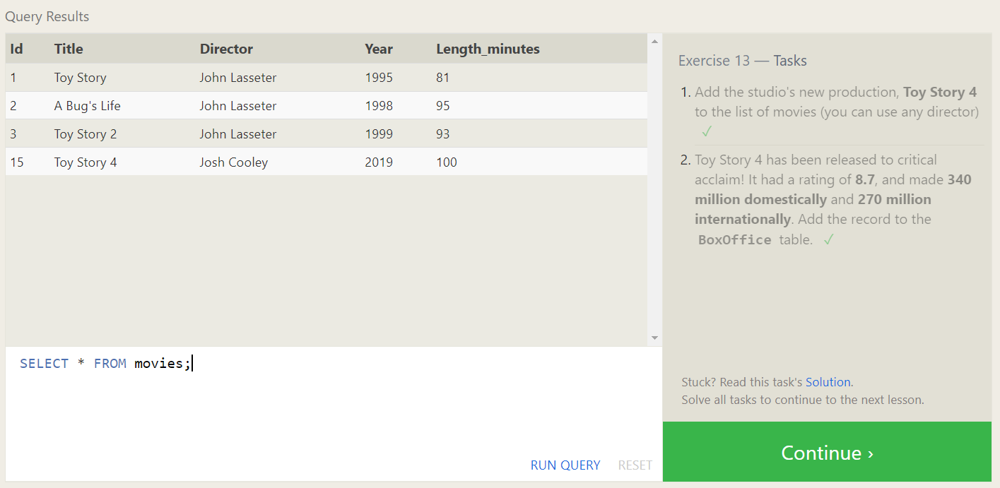 Query Results
Id Title Director Year Length_minutes
1 Toy Story John Lasseter 1995 81
2 A Bug's Life John Lasseter 1998 95
3 Toy Story 2 John Lasseter 1999 93
15 Toy Story 4 Josh Cooley 2019 100
SELECT * FROM movies;
RUN QUERY RESET
Exercise 13 — Tasks
1. Add the studio's new production, Toy Story 4
to the list of movies (you can use any director)
✓
2. Toy Story 4 has been released to critical
acclaim! It had a rating of 8.7, and made 340
million domestically and 270 million
internationally. Add the record to the
BoxOffice table. ✓
Stuck? Read this task's Solution.
Solve all tasks to continue to the next lesson.
Continue ›